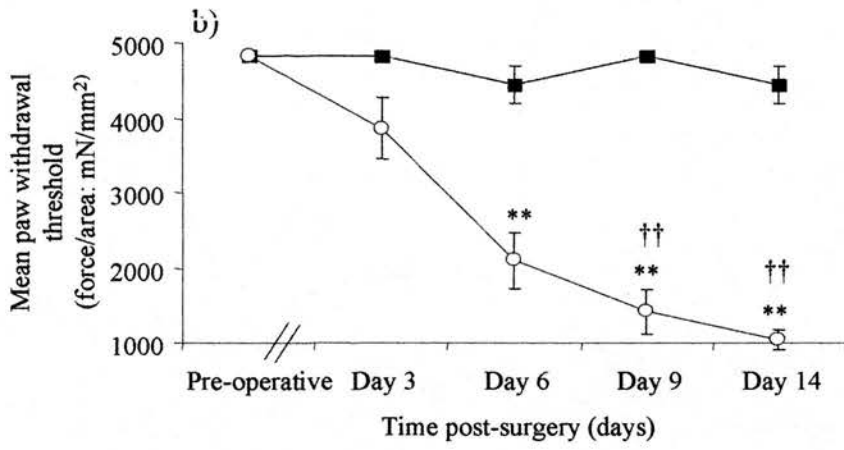 b)
Mean paw withdrawal
threshold
(force/area: mN/mm²)
5000
4000
3000
2000
1000
**
††
**
††
**
Pre-operative Day 3 Day 6 Day 9 Day 14
Time post-surgery (days)